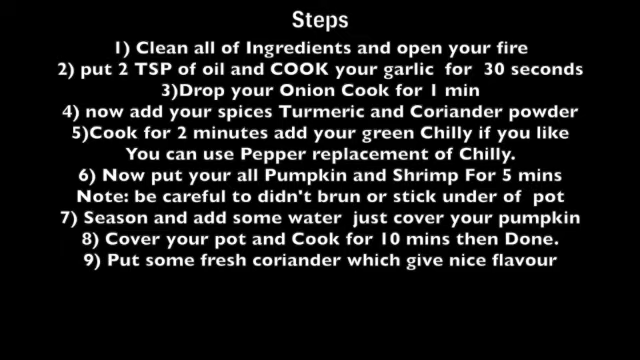 Steps
1) Clean all of Ingredients and open your fire
2) put 2 TSP of oil and COOK your garlic for 30 seconds
3)Drop your Onion Cook for 1 min
4) now add your spices Turmeric and Coriander powder
5)Cook for 2 minutes add your green Chilly if you like
You can use Pepper replacement of Chilly.
6) Now put your all Pumpkin and Shrimp For 5 mins
Note: be careful to didn't brun or stick under of pot
7) Season and add some water just cover your pumpkin
8) Cover your pot and Cook for 10 mins then Done.
9) Put some fresh coriander which give nice flavour